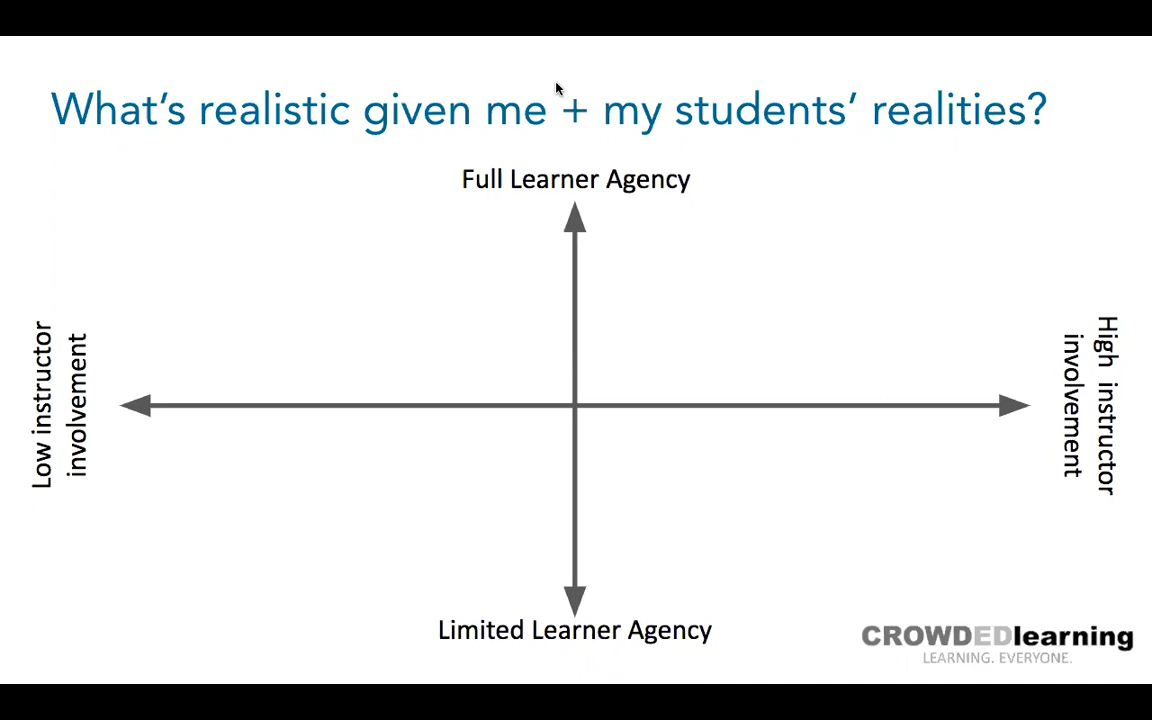 What's realistic given me + my students' realities?
Full Learner Agency
Low instructor
involvement
High instructor
involvement
Limited Learner Agency
CROWDEDlearning
LEARNING. EVERYONE.